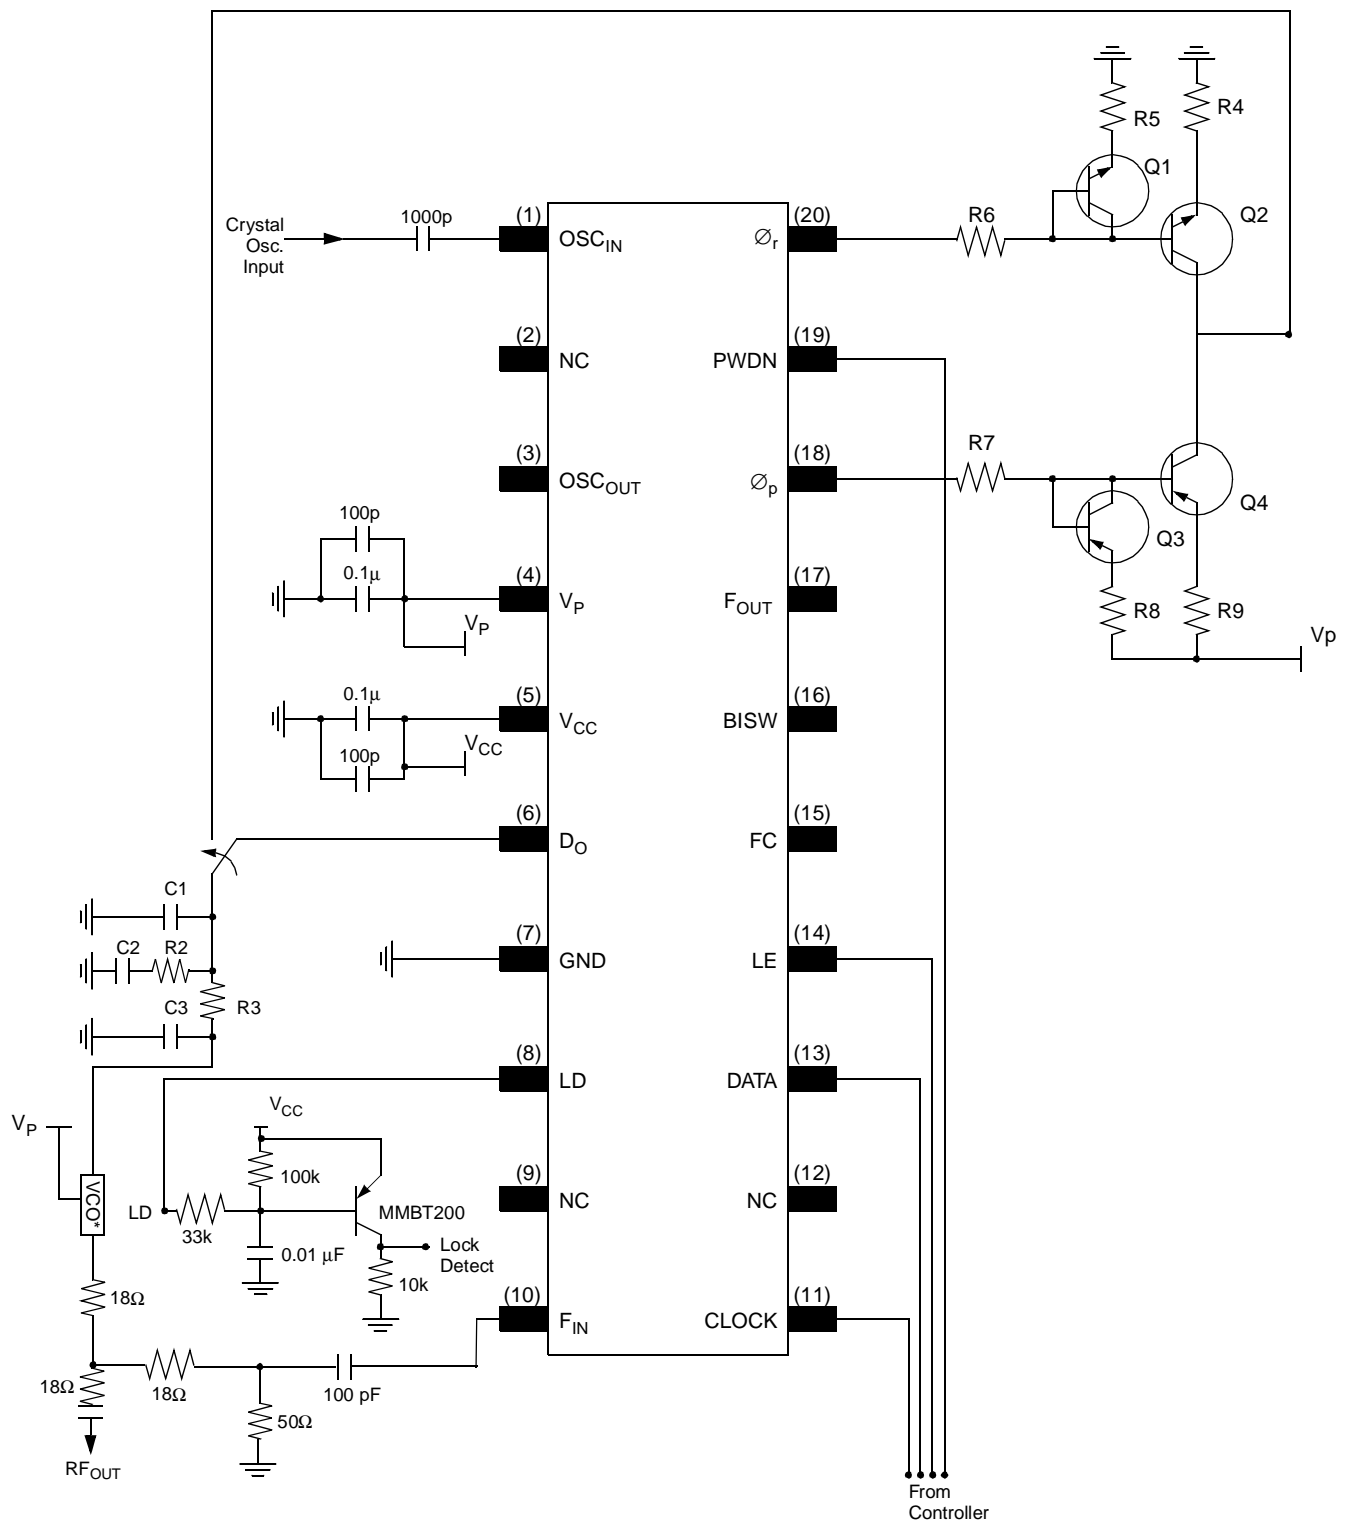 R5
R4
Q1
Crystal
Osc.
Input
1000p
(1)
OSCIN
(20)
Ør
R6
Q2
(2)
NC
(19)
PWDN
(3)
OSCOUT
(18)
Øp
R7
Q4
Q3
100p
0.1μ
(4)
VP
VP
(17)
FOUT
R8
R9
Vp
0.1μ
(5)
VCC
VCC
100p
(16)
BISW
(6)
DO
(15)
FC
C1
C2
R2
(7)
GND
(14)
LE
C3
R3
(8)
LD
(13)
DATA
VP
VCC
100k
(9)
NC
(12)
NC
VCO*
LD
33k
MMBT200
0.01 μF
Lock
Detect
10k
18Ω
(10)
FIN
(11)
CLOCK
18Ω
18Ω
100 pF
50Ω
RFOUT
From
Controller